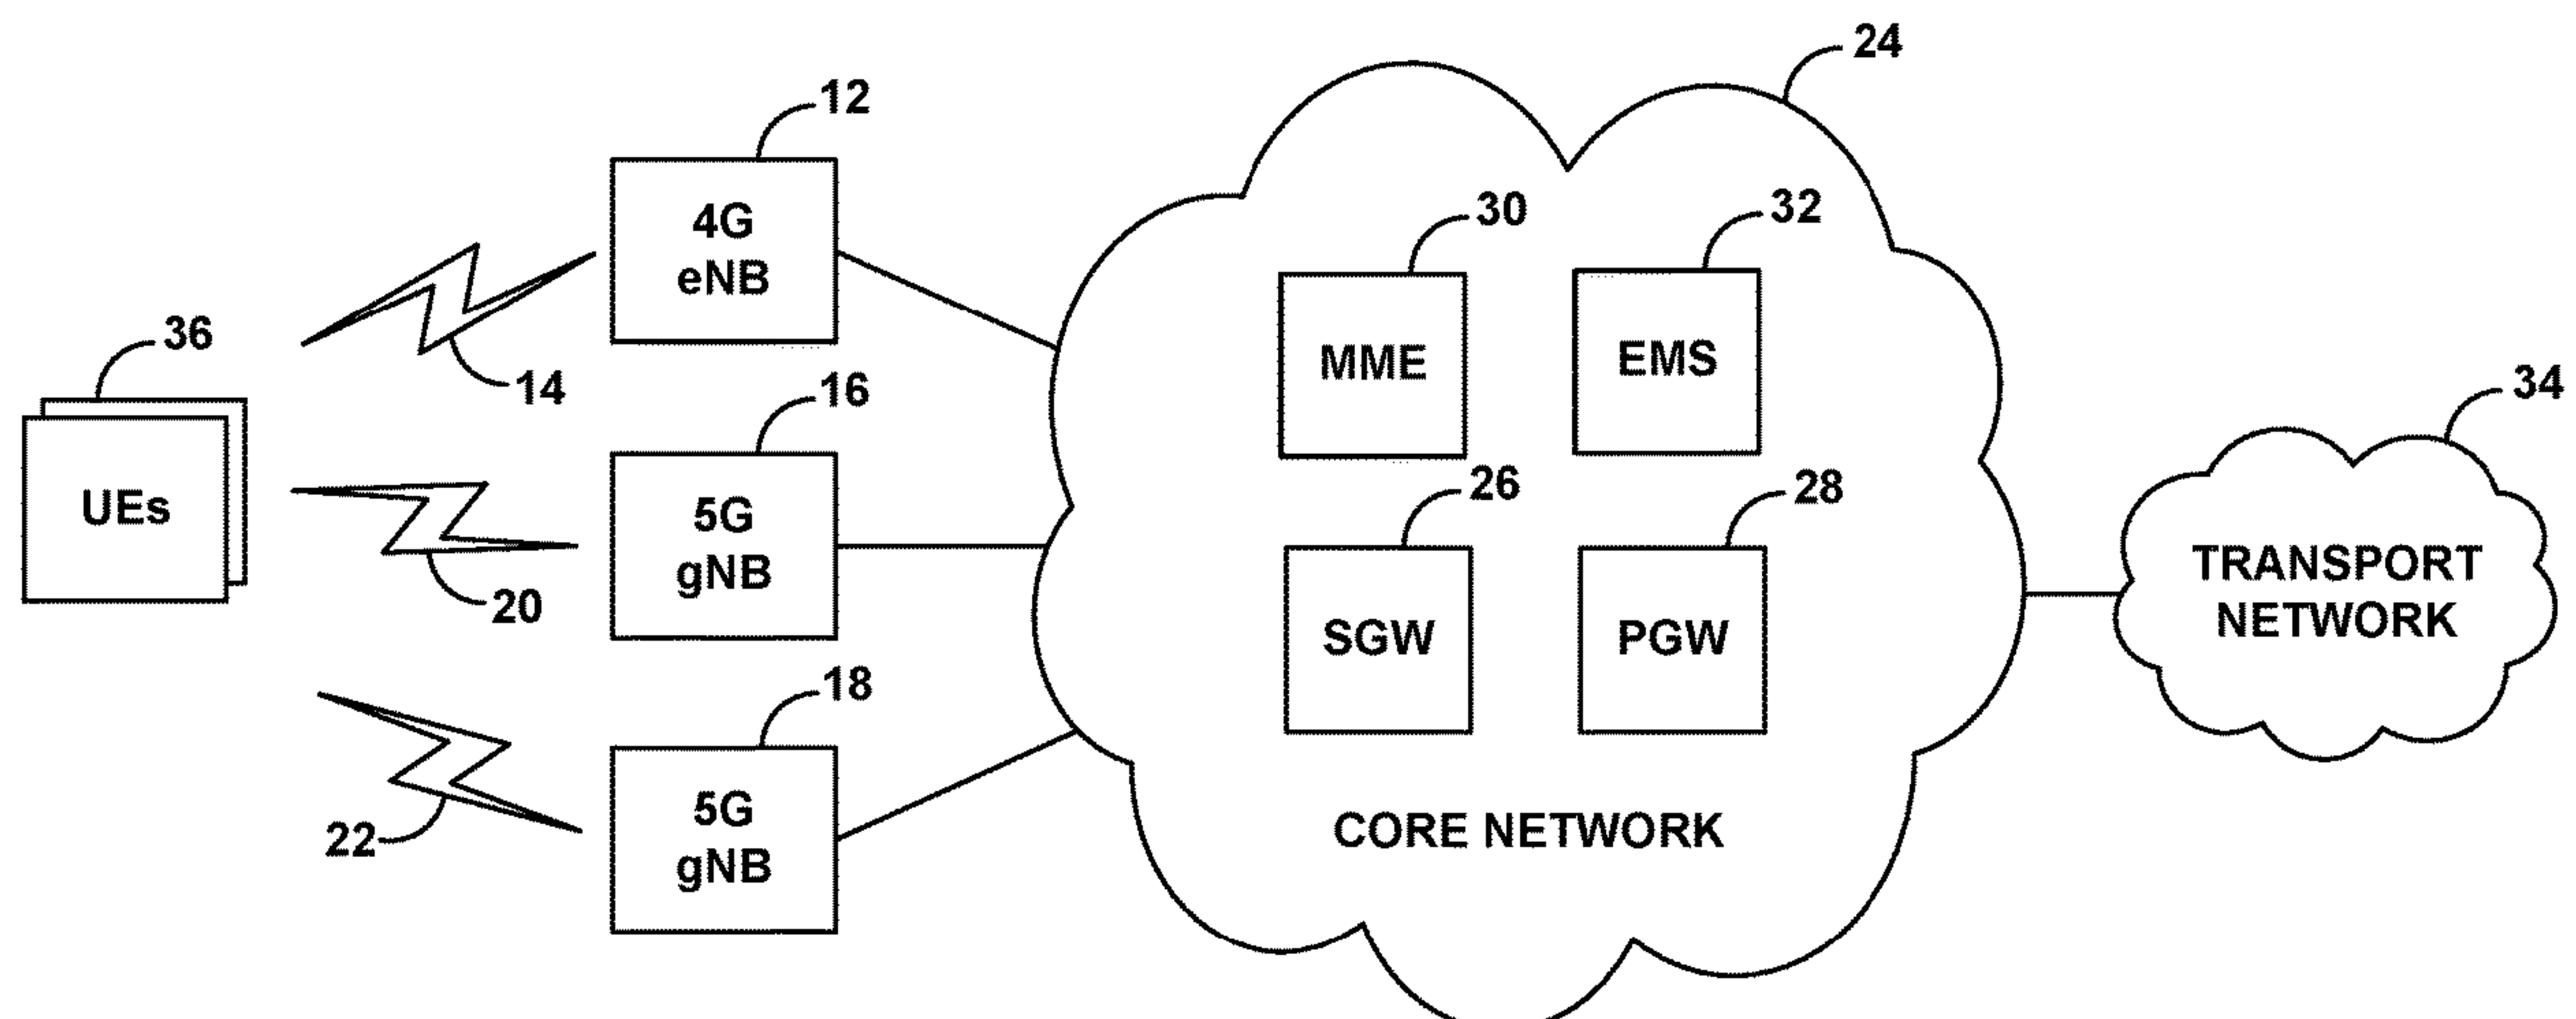 24
12
30
32
4G
eNB
36
14
MME
EMS
34
16
26
28
UEs
5G
gNB
20
TRANSPORT
NETWORK
SGW
PGW
18
5G
gNB
22
CORE NETWORK